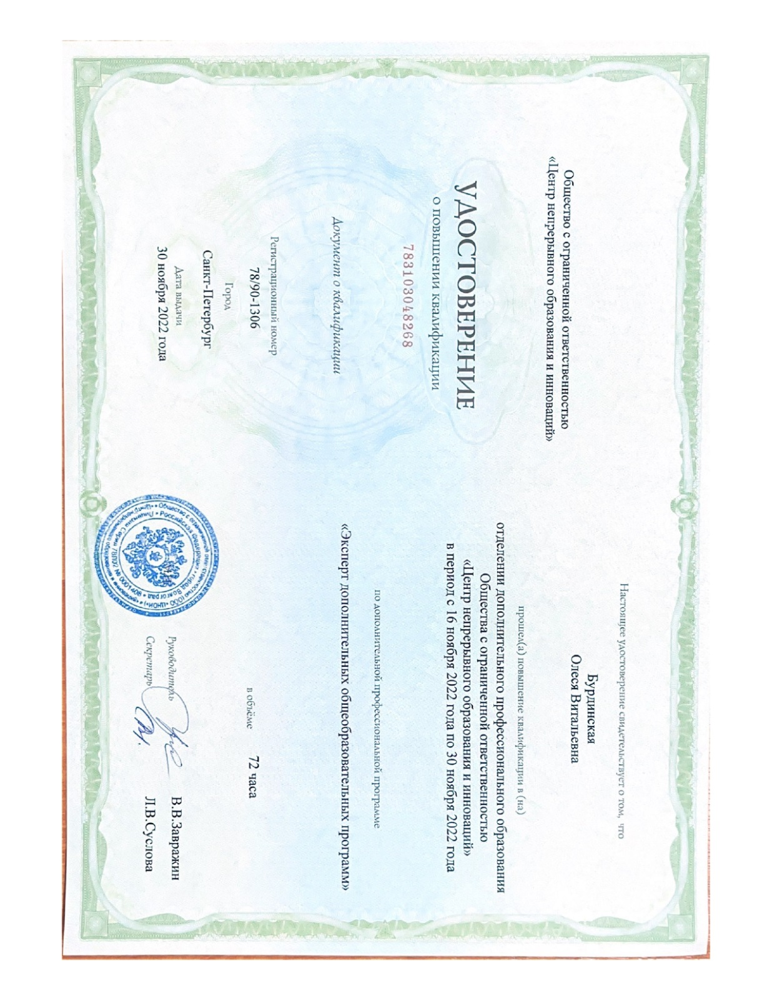 Общество с ограниченной ответственностью
«Центр непрерывного образования и инноваций»
УДОСТОВЕРЕНИЕ
о повышении квалификации
783103048268
Документ о квалификации
Регистрационный номер
78/90-1306
Город
Санкт-Петербург
Дата выдачи
30 ноября 2022 года
Настоящее удостоверение свидетельствует о том, что
Бурдинская
Олеся Витальевна
прошел(а) повышение квалификации в (на)
отделении дополнительного профессионального образования
Общества с ограниченной ответственностью
«Центр непрерывного образования и инноваций»
в период с 16 ноября 2022 года по 30 ноября 2022 года
по дополнительной профессиональной программе
«Эксперт дополнительных общеобразовательных программ»
в объёме 72 часа
Руководитель В.В.Завражин
Секретарь Л.В.Суслова